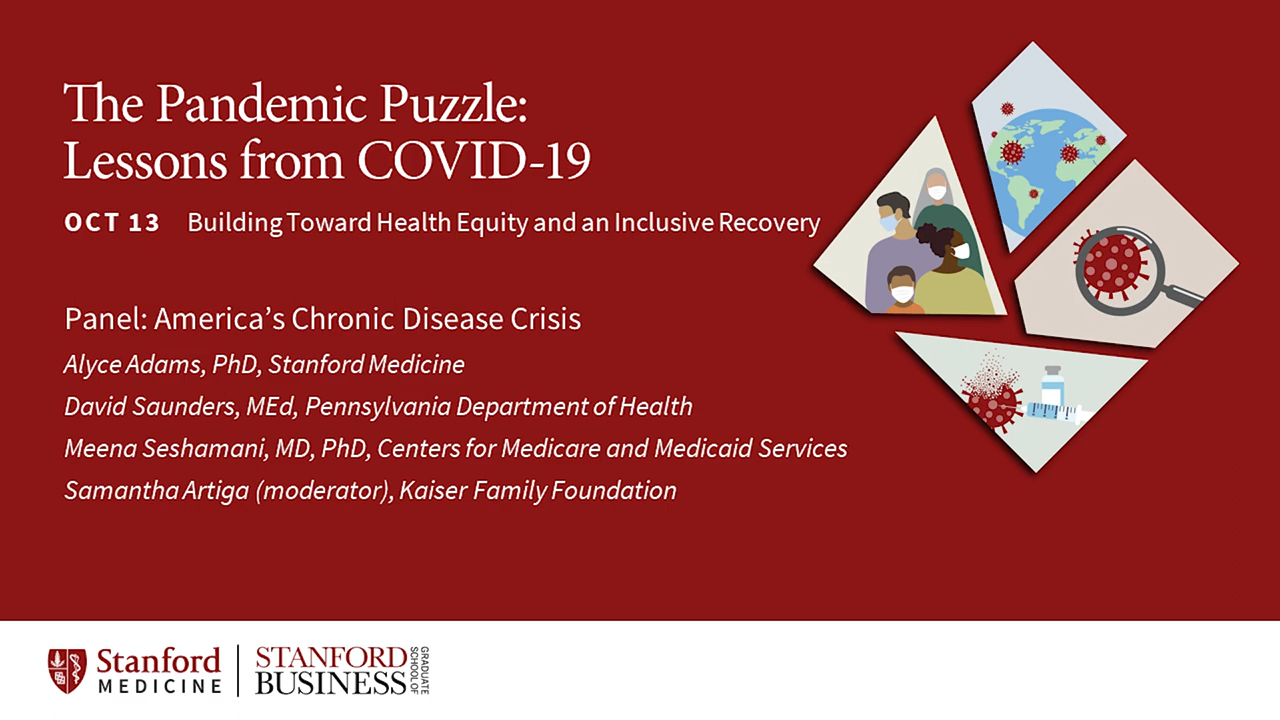 The Pandemic Puzzle:
Lessons from COVID-19
OCT 13 Building Toward Health Equity and an Inclusive Recovery
Panel: America’s Chronic Disease Crisis
Alyce Adams, PhD, Stanford Medicine
David Saunders, MEd, Pennsylvania Department of Health
Meena Seshamani, MD, PhD, Centers for Medicare and Medicaid Services
Samantha Artiga (moderator), Kaiser Family Foundation
Stanford
MEDICINE
STANFORD
BUSINESS
GRADUATE
SCHOOL OF